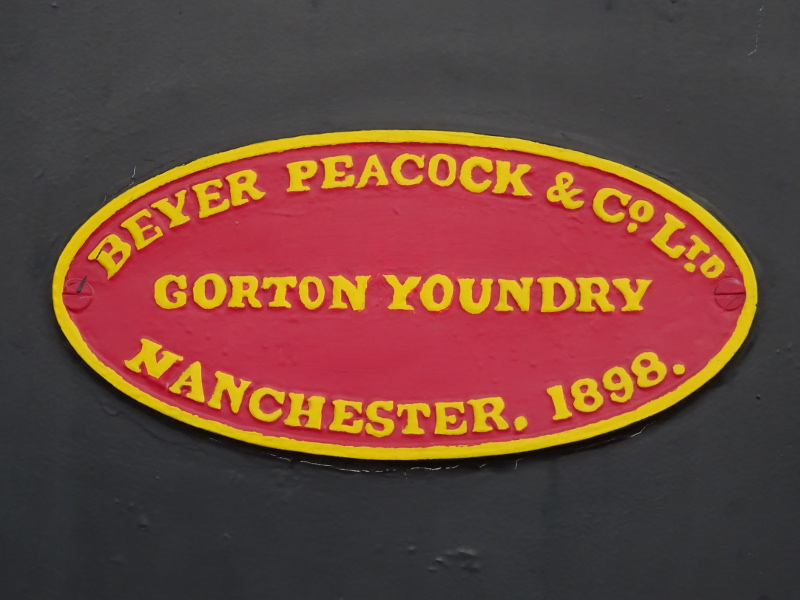 BEYER PEACOCK & Co. LTD.
GORTON YOUNDRY
NANCHESTER. 1898.